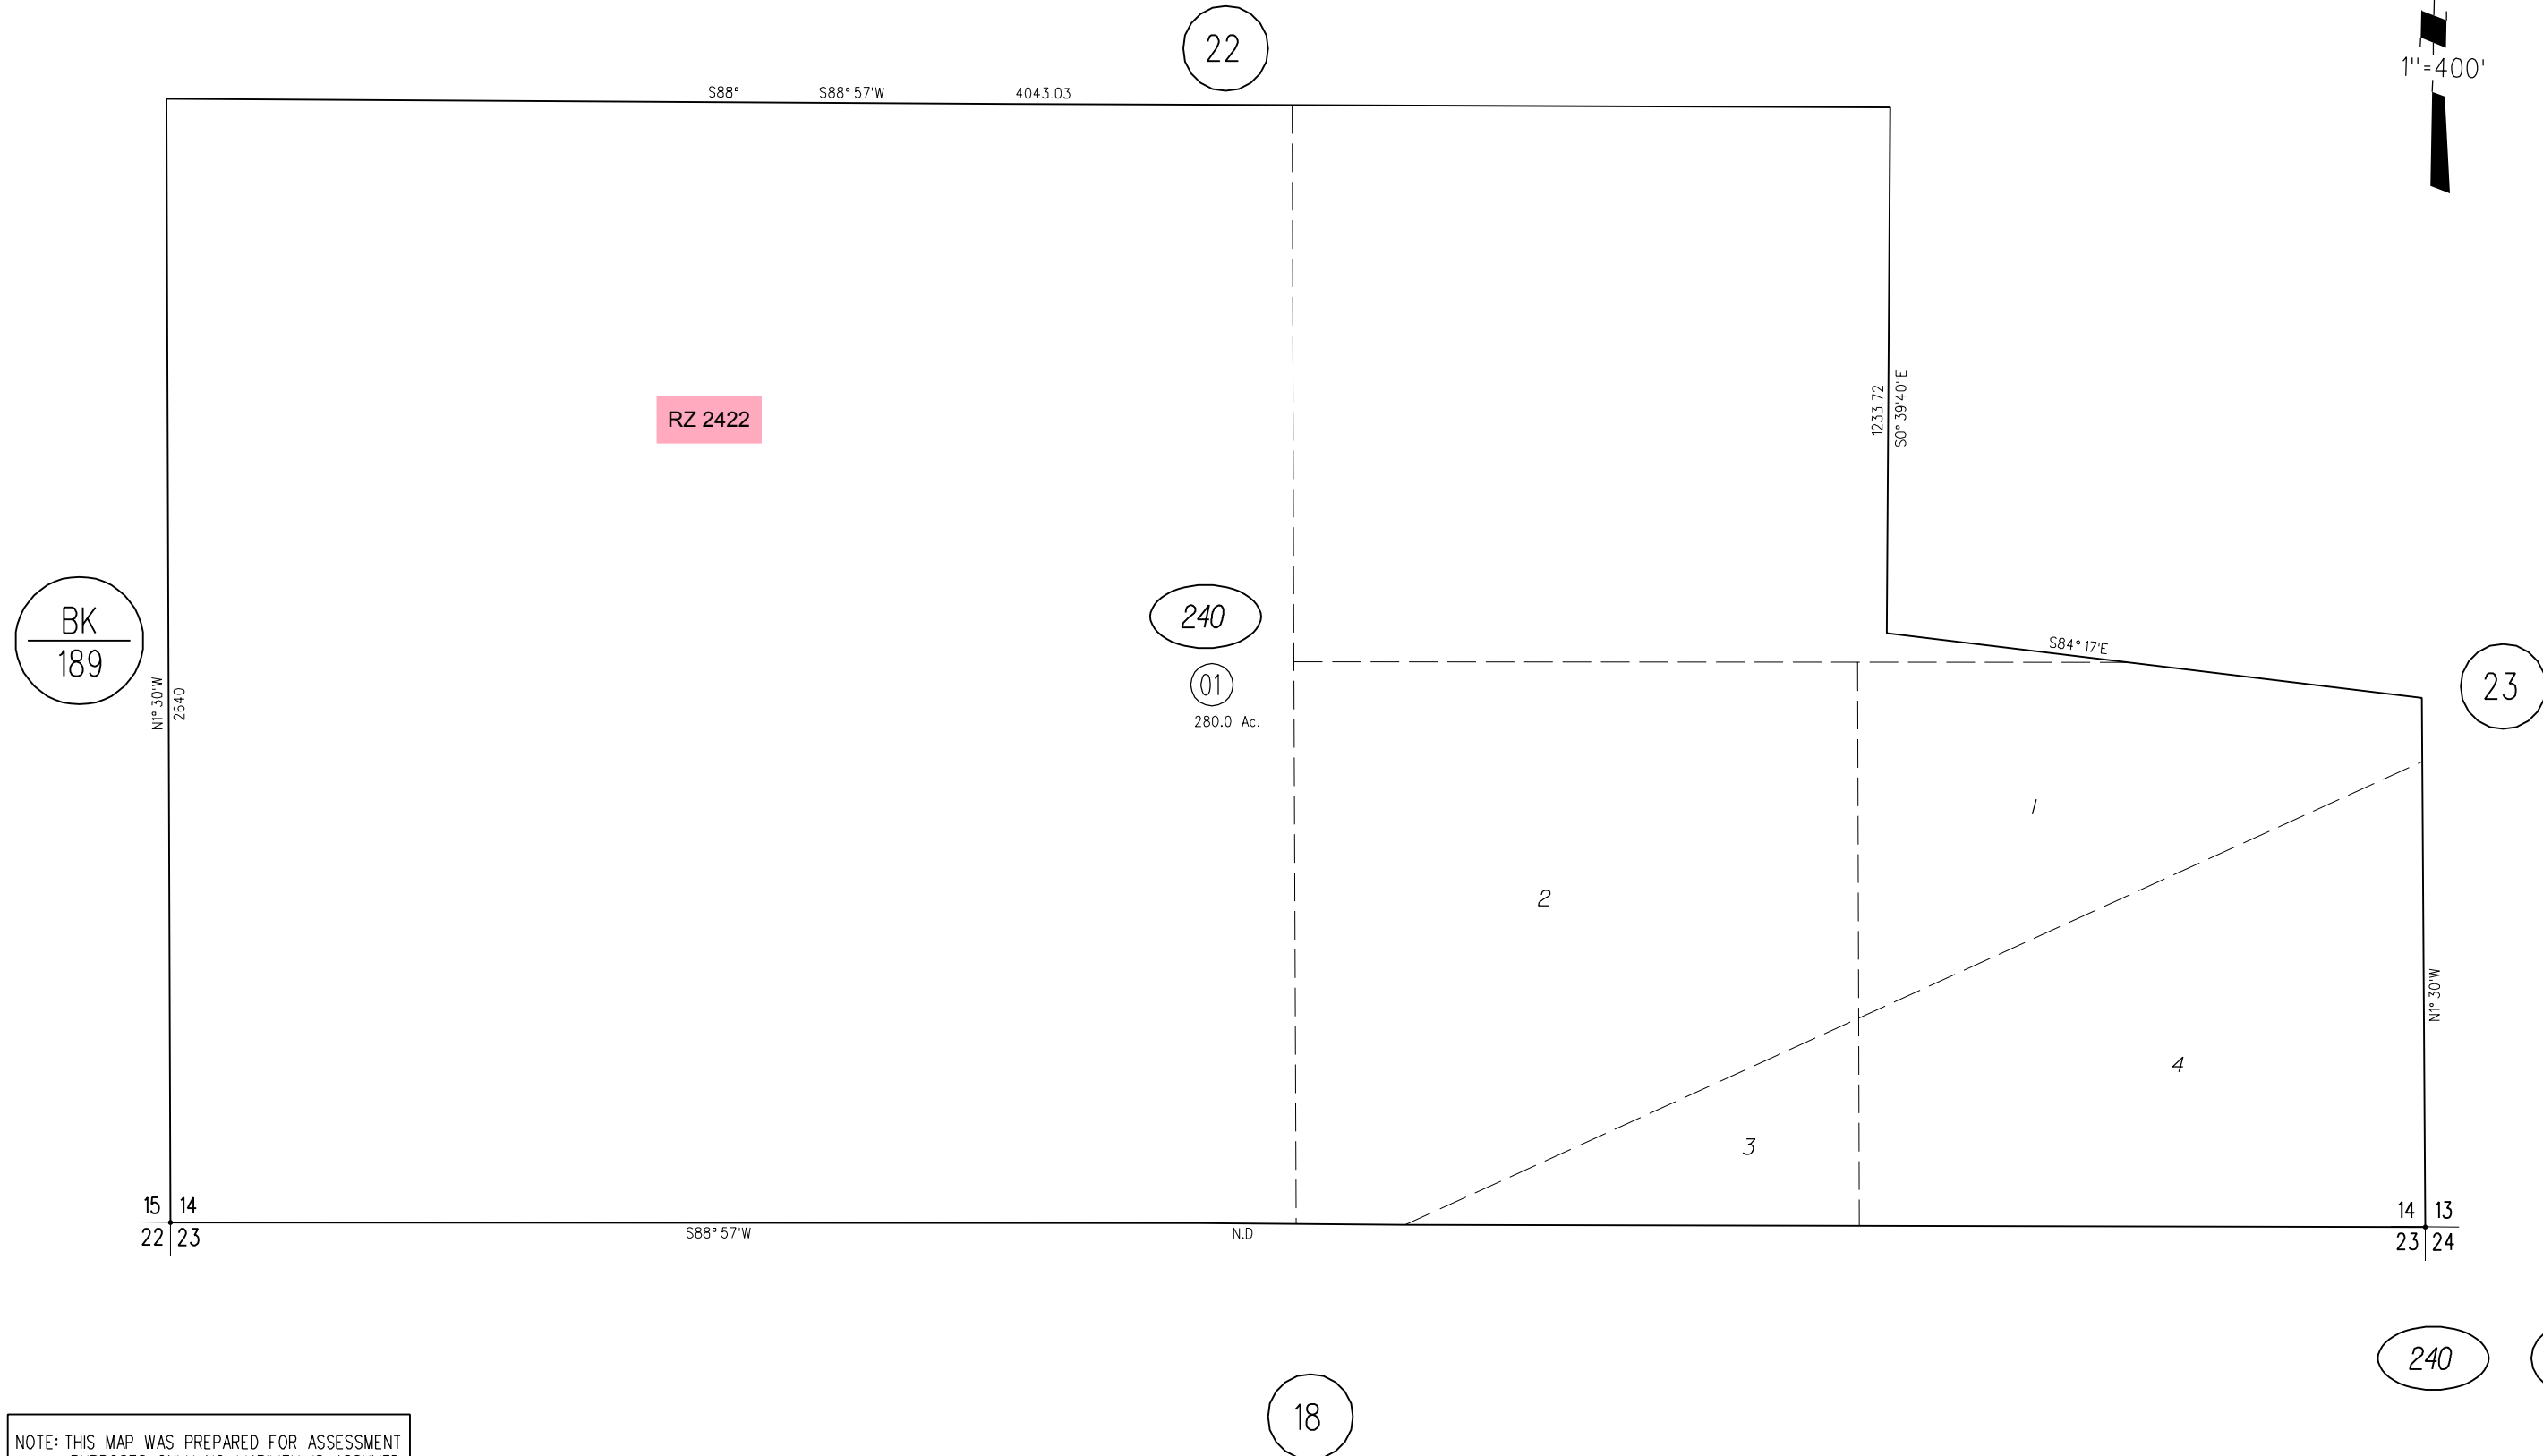 22
1"=400'
S88° S88° 57'W 4043.03
RZ 2422
1233.72
S0° 39'40"E
BK
189
240
01
280.0 Ac.
S84° 17'E
23
N1° 30'W
2640
1
2
3
4
N1° 30'W
15 14
22 23
S88° 57'W N.D
14 13
23 24
240
18
NOTE: THIS MAP WAS PREPARED FOR ASSESSMENT